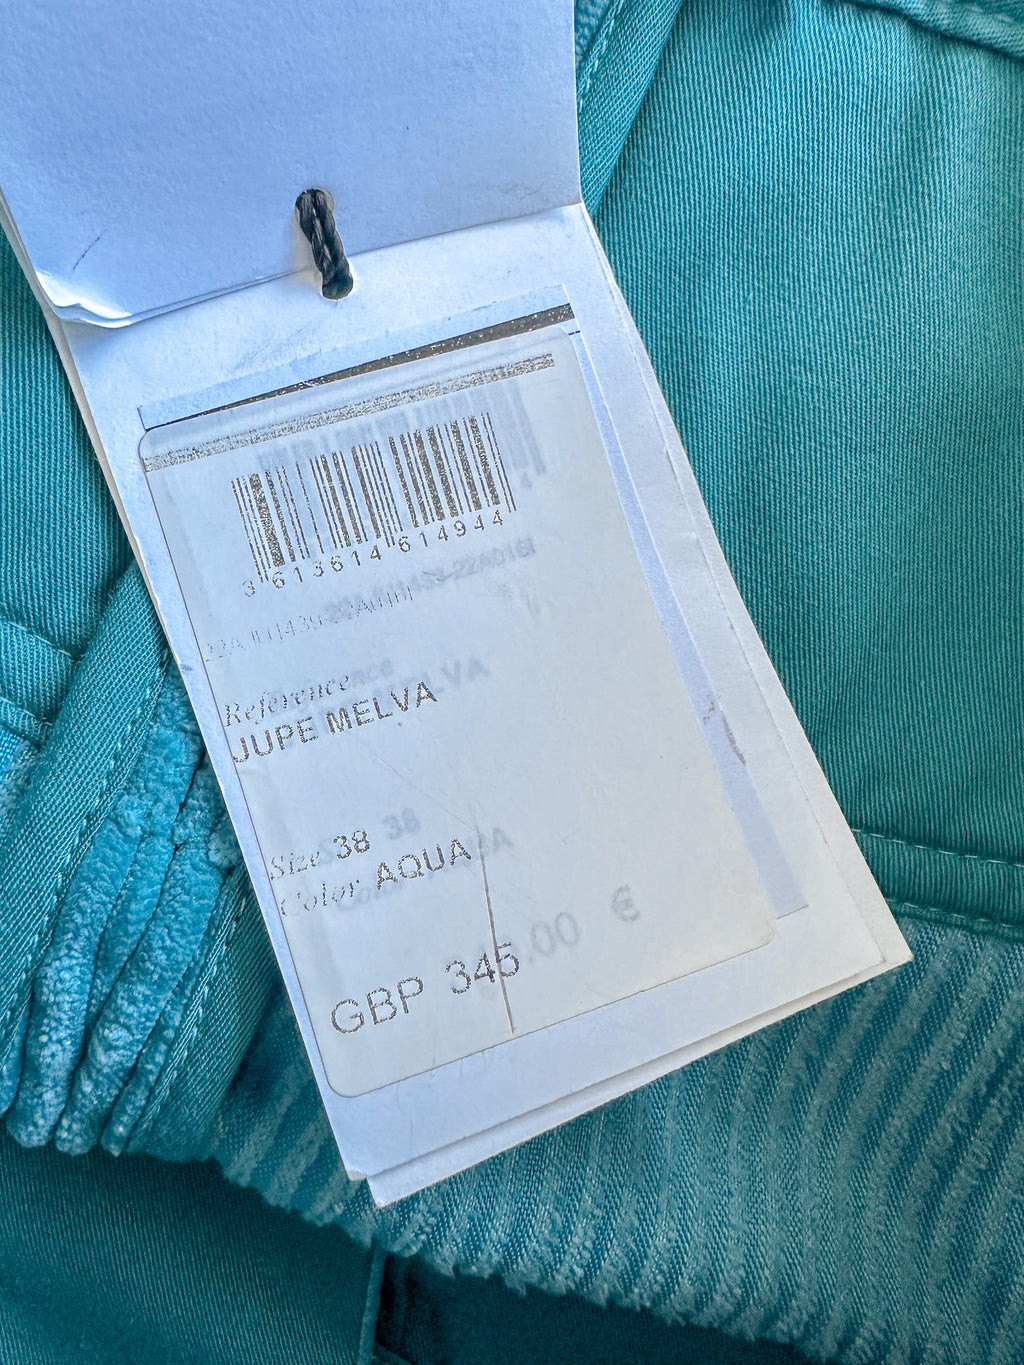 3 613614 614944
Reference
JUPE MELVA
Size 38
Color AQUA
GBP 345
.00 €